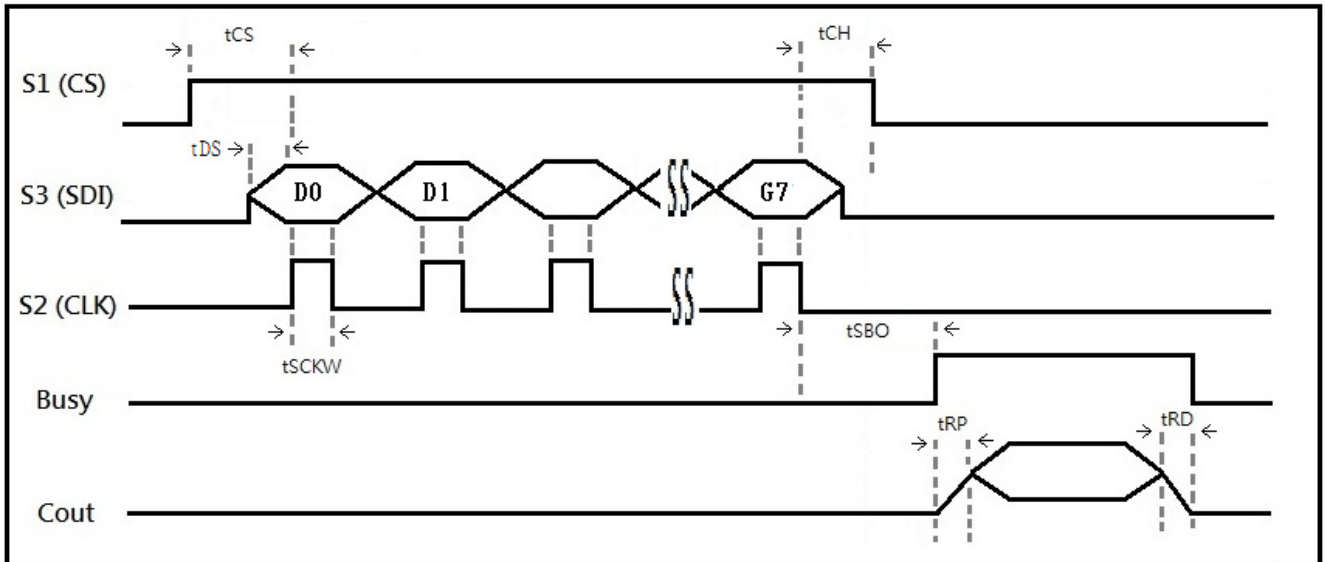 tCS
tCH
S1 (CS)
tDS
S3 (SDI)
D0
D1
G7
S2 (CLK)
tSCKW
tSBO
Busy
tRP
tRD
Cout